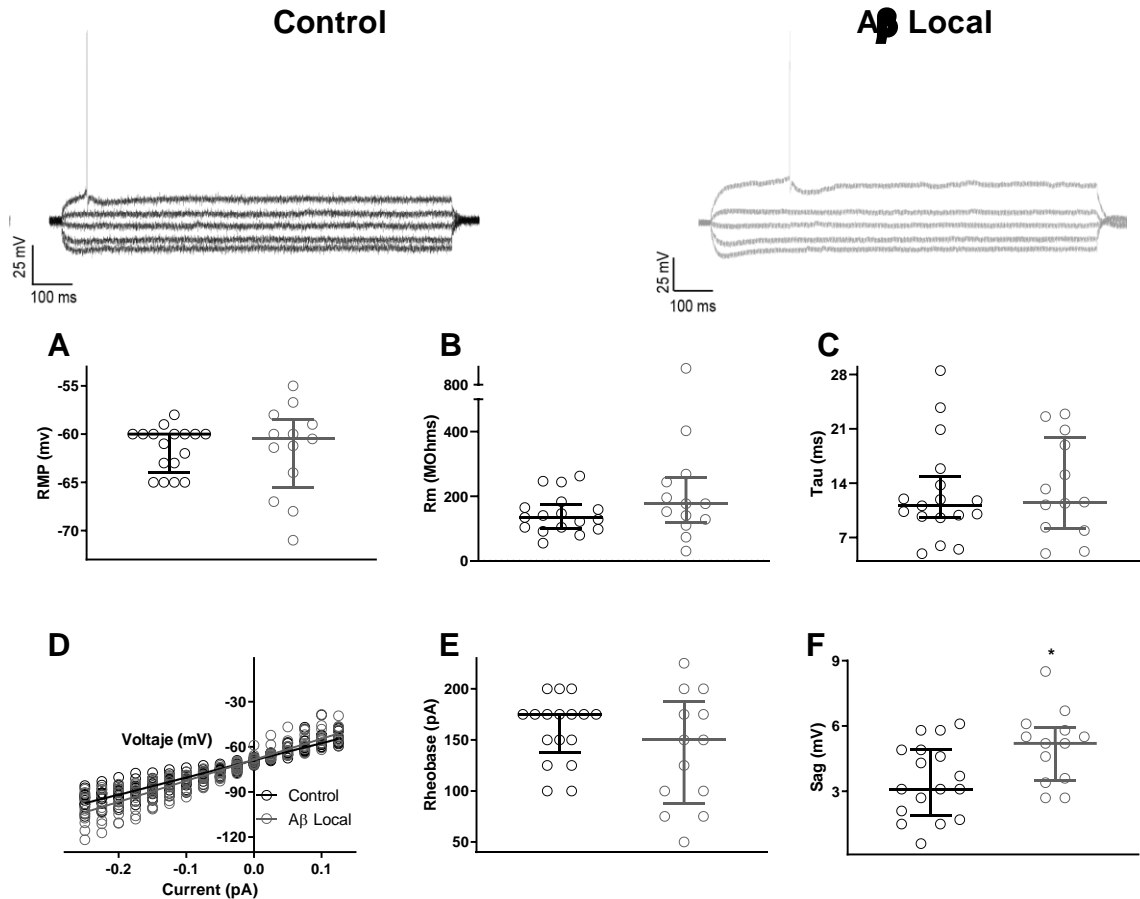 Control
Aβ Local
25 mV
100 ms
25 mV
100 ms
A
RMP (mv)
-55
-60
-65
-70
B
Rm (MOhms)
800
400
200
0
C
Tau (ms)
28
21
14
7
D
Voltaje (mV)
-30
-60
-90
-120
Control
Aβ Local
-0.2
-0.1
0.0
0.1
Current (pA)
E
Rheobase (pA)
200
150
100
50
F
Sag (mV)
9
6
3
*